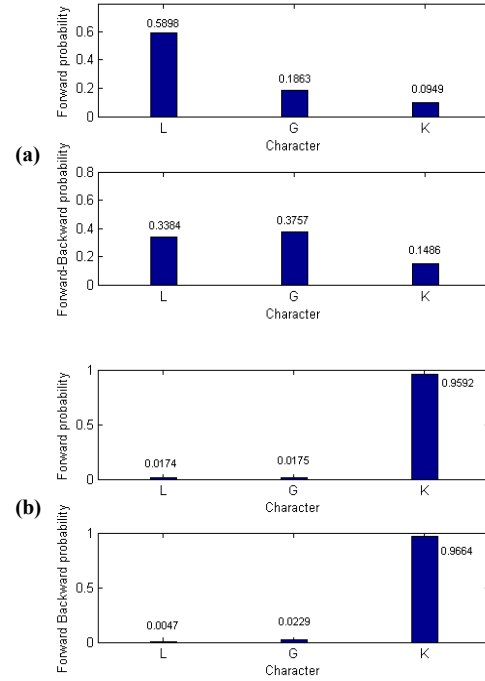 Forward probability
0.6
0.4
0.2
0
0.5898
0.1863
0.0949
L G K
Character
(a)
Forward-Backward probability
0.8
0.6
0.4
0.2
0
0.3384
0.3757
0.1486
L G K
Character
Forward probability
1
0.5
0
0.0174
0.0175
0.9592
L G K
Character
(b)
Forward Backward probability
1
0.5
0
0.0047
0.0229
0.9664
L G K
Character